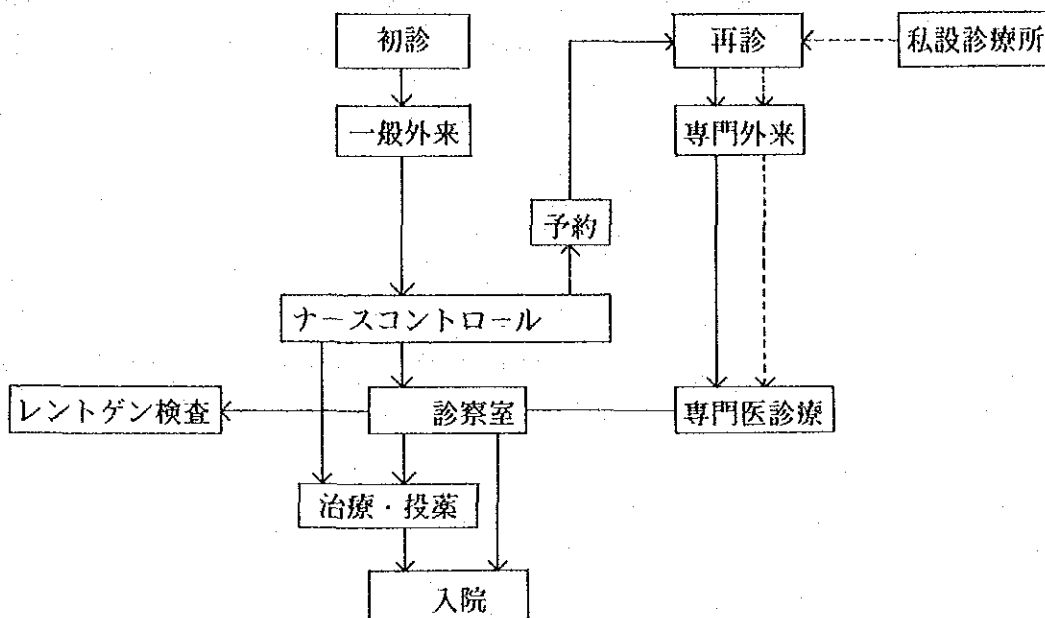 初診
再診
私設診療所
一般外来
専門外来
予約
ナースコントロール
レントゲン検査
診察室
専門医診療
治療・投薬
入院